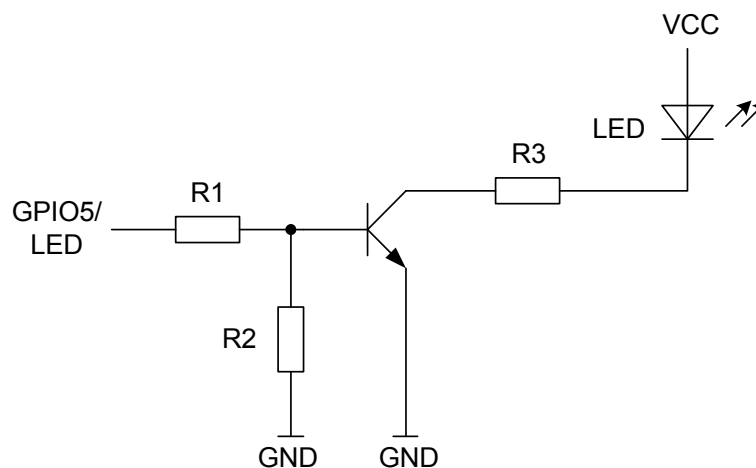 VCC
LED
R3
R1
GPIO5/
LED
R2
GND
GND